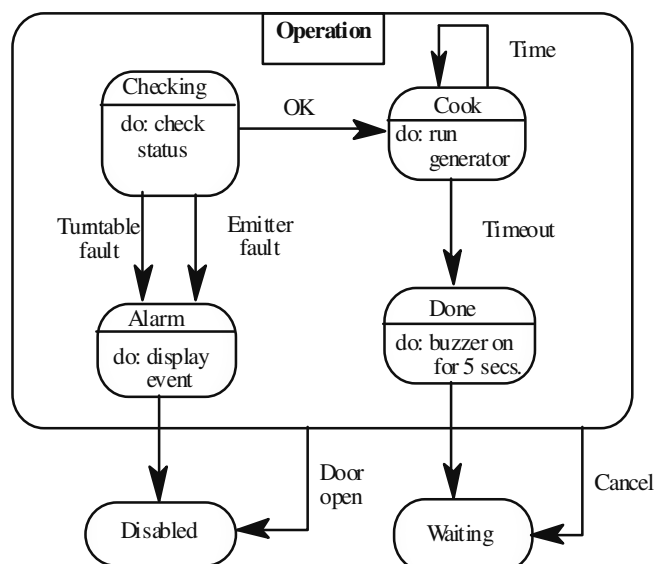 Operation
Time
Checking
do: check
status
OK
Cook
do: run
generator
Turntable
fault
Emitter
fault
Timeout
Alarm
do: display
event
Done
do: buzzer on
for 5 secs.
Door
open
Cancel
Disabled
Waiting